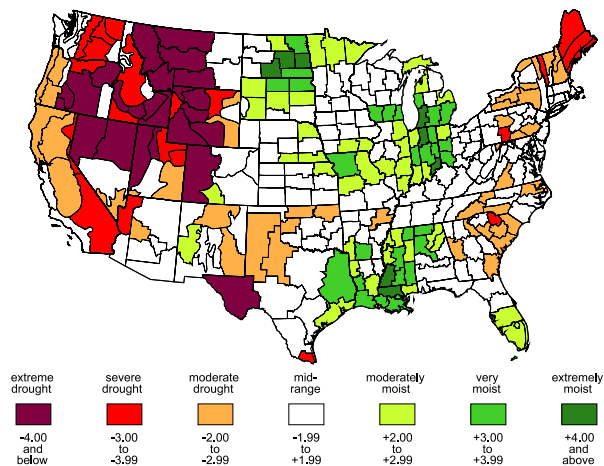 extreme drought
severe drought
moderate drought
mid- range
moderately moist
very moist
extremely moist
-4.00 and below
-3.00 to -3.99
-2.00 to -2.99
-1.99 to +1.99
+2.00 to +2.99
+3.00 to +3.99
+4.00 and above